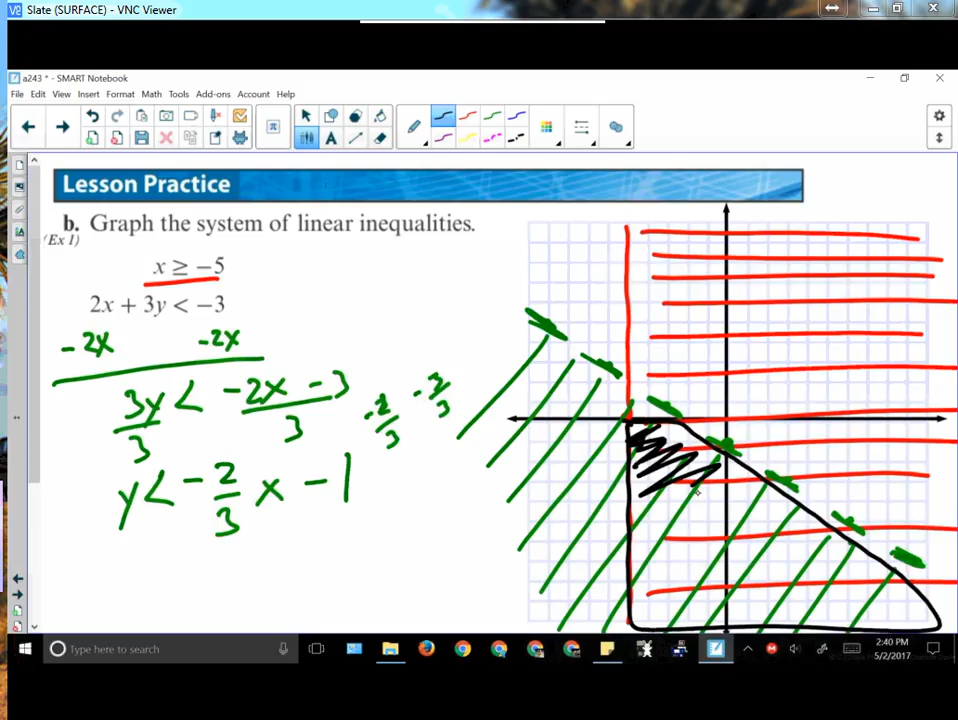 Slate (SURFACE) - VNC Viewer
a243 * - SMART Notebook
File Edit View Insert Format Math Tools Add-ons Account Help
Lesson Practice
b. Graph the system of linear inequalities.
(Ex 1)
x ≥ −5
2x + 3y < −3
-2x -2x
3y < -2x - 3
3 3
-2/3 -2/3
y < -2/3 x - 1
Type here to search
2:40 PM
5/2/2017